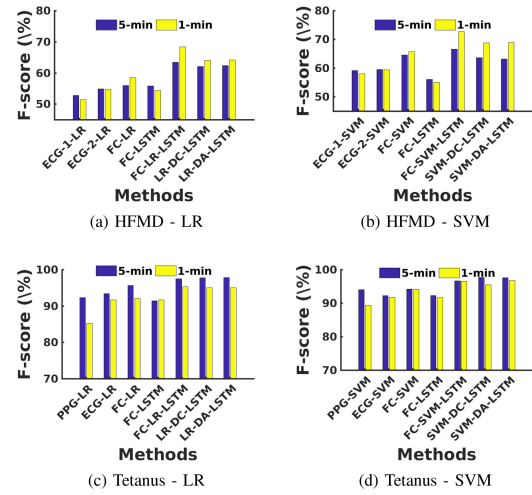 80
70
60
50
F-score (\%)
5-min 1-min
ECG-1-LR
ECG-2-LR
FC-LR
FC-LSTM
FC-LR-LSTM
LR-DC-LSTM
LR-DA-LSTM
Methods
(a) HFMD - LR
80
70
60
50
F-score (\%)
5-min 1-min
ECG-1-SVM
ECG-2-SVM
FC-SVM
FC-LSTM
FC-SVM-LSTM
SVM-DC-LSTM
SVM-DA-LSTM
Methods
(b) HFMD - SVM
100
90
80
70
F-score (\%)
5-min 1-min
PPG-LR
ECG-LR
FC-LR
FC-LSTM
FC-LR-LSTM
LR-DC-LSTM
LR-DA-LSTM
Methods
(c) Tetanus - LR
100
90
80
70
F-score (\%)
5-min 1-min
PPG-SVM
ECG-SVM
FC-SVM
FC-LSTM
FC-SVM-LSTM
SVM-DC-LSTM
SVM-DA-LSTM
Methods
(d) Tetanus - SVM